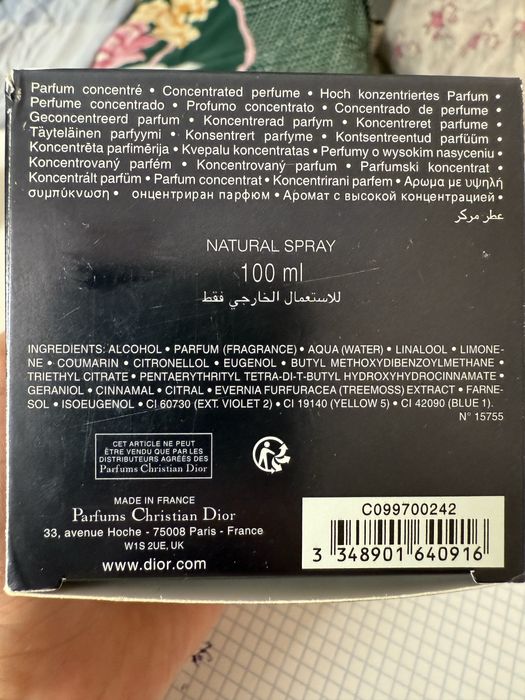 Parfum concentré • Concentrated perfume • Hoch konzentriertes Parfum •
Perfume concentrado • Profumo concentrato • Concentrado de perfume •
Geconcentreerd parfum • Koncentrerad parfym • Koncentreret parfume •
Täyteläinen parfyymi • Konsentrert parfyme • Kontsentreeritud parfüüm •
Koncentrēta parfimērija • Kvepalu koncentratas • Perfumy o wysokim nasyceniu •
Koncentrovaný parfém • Koncentrovaný parfum • Parfumski koncentrat •
Koncentrált parfüm • Parfum concentrat • Koncentrirani parfem • Αρωμα με υψηλή
συμπύκνωση • онцентриран парфюм • Аромат с высокой концентрацией •
عطر مركز
NATURAL SPRAY
100 ml
للاستعمال الخارجي فقط
INGREDIENTS: ALCOHOL • PARFUM (FRAGRANCE) • AQUA (WATER) • LINALOOL • LIMONE-
NE • COUMARIN • CITRONELLOL • EUGENOL • BUTYL METHOXYDIBENZOYLMETHANE •
TRIETHYL CITRATE • PENTAERYTHRITYL TETRA-DI-T-BUTYL HYDROXYHYDROCINNAMATE •
GERANIOL • CINNAMAL • CITRAL • EVERNIA FURFURACEA (TREEMOSS) EXTRACT • FARNE-
SOL • ISOEUGENOL • CI 60730 (EXT. VIOLET 2) • CI 19140 (YELLOW 5) • CI 42090 (BLUE 1).
N° 15755
CET ARTICLE NE PEUT
ÊTRE VENDU QUE PAR LES
DISTRIBUTEURS AGRÉÉS DES
Parfums Christian Dior
MADE IN FRANCE
Parfums Christian Dior
33, avenue Hoche - 75008 Paris - France
W1S 2UE, UK
www.dior.com
C099700242
3 348901 640916